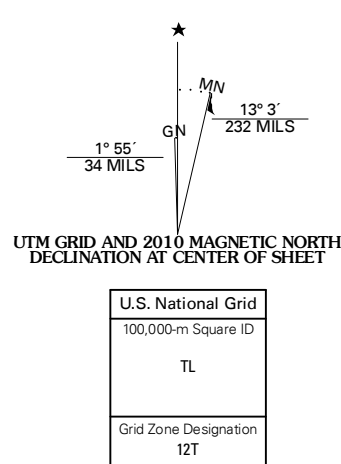 MN
GN
13° 3´
232 MILS
1° 55´
34 MILS
UTM GRID AND 2010 MAGNETIC NORTH
DECLINATION AT CENTER OF SHEET
U.S. National Grid
100,000-m Square ID
TL
Grid Zone Designation
12T